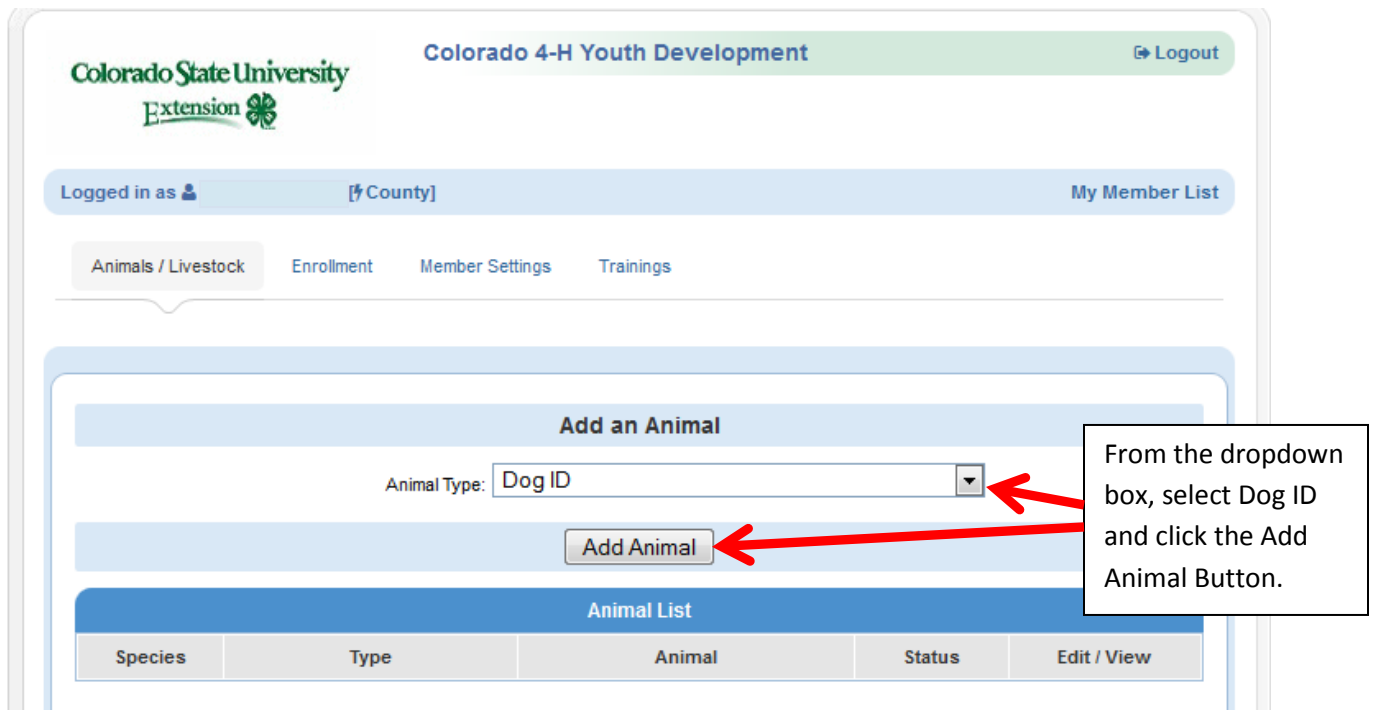 Colorado State University
Extension
Colorado 4-H Youth Development
Logout
Logged in as [County]
My Member List
Animals / Livestock Enrollment Member Settings Trainings
Add an Animal
Animal Type: Dog ID
Add Animal
From the dropdown
box, select Dog ID
and click the Add
Animal Button.
Animal List
Species Type Animal Status Edit / View